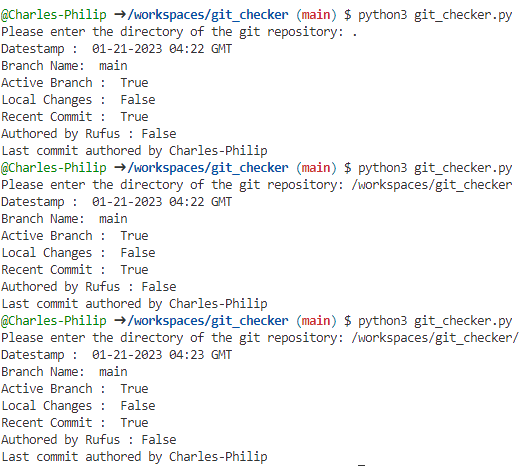 @Charles-Philip ➜/workspaces/git_checker (main) $ python3 git_checker.py
Please enter the directory of the git repository: .
Datestamp :  01-21-2023 04:22 GMT
Branch Name:  main
Active Branch :  True
Local Changes :  False
Recent Commit :  True
Authored by Rufus : False
Last commit authored by Charles-Philip
@Charles-Philip ➜/workspaces/git_checker (main) $ python3 git_checker.py
Please enter the directory of the git repository: /workspaces/git_checker
Datestamp :  01-21-2023 04:22 GMT
Branch Name:  main
Active Branch :  True
Local Changes :  False
Recent Commit :  True
Authored by Rufus : False
Last commit authored by Charles-Philip
@Charles-Philip ➜/workspaces/git_checker (main) $ python3 git_checker.py
Please enter the directory of the git repository: /workspaces/git_checker/
Datestamp :  01-21-2023 04:23 GMT
Branch Name:  main
Active Branch :  True
Local Changes :  False
Recent Commit :  True
Authored by Rufus : False
Last commit authored by Charles-Philip